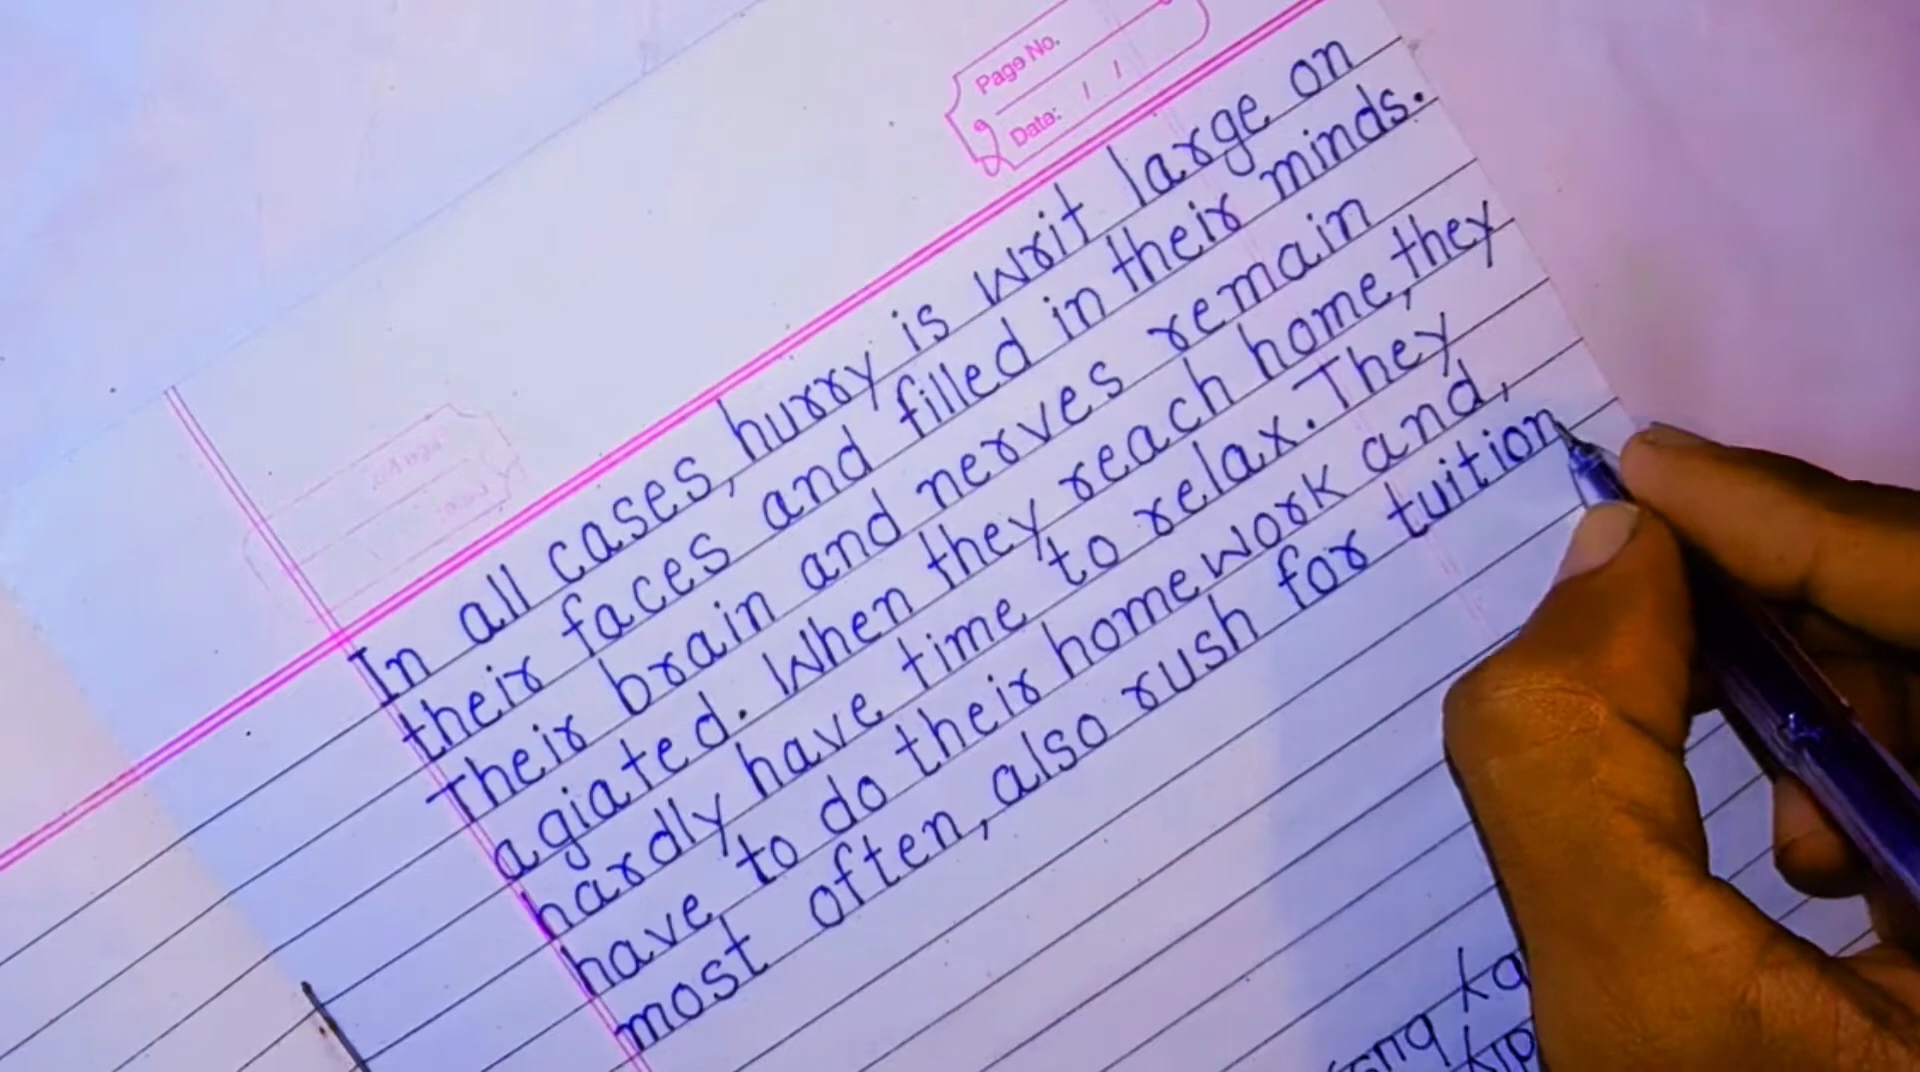 Page No.
Date: / /
In all cases, hurry is writ large on
their faces and filled in their minds.
Their brain and nerves remain
agiated. When they reach home, they
hardly have time to relax. They
have to do their homework and,
most often, also rush for tuition